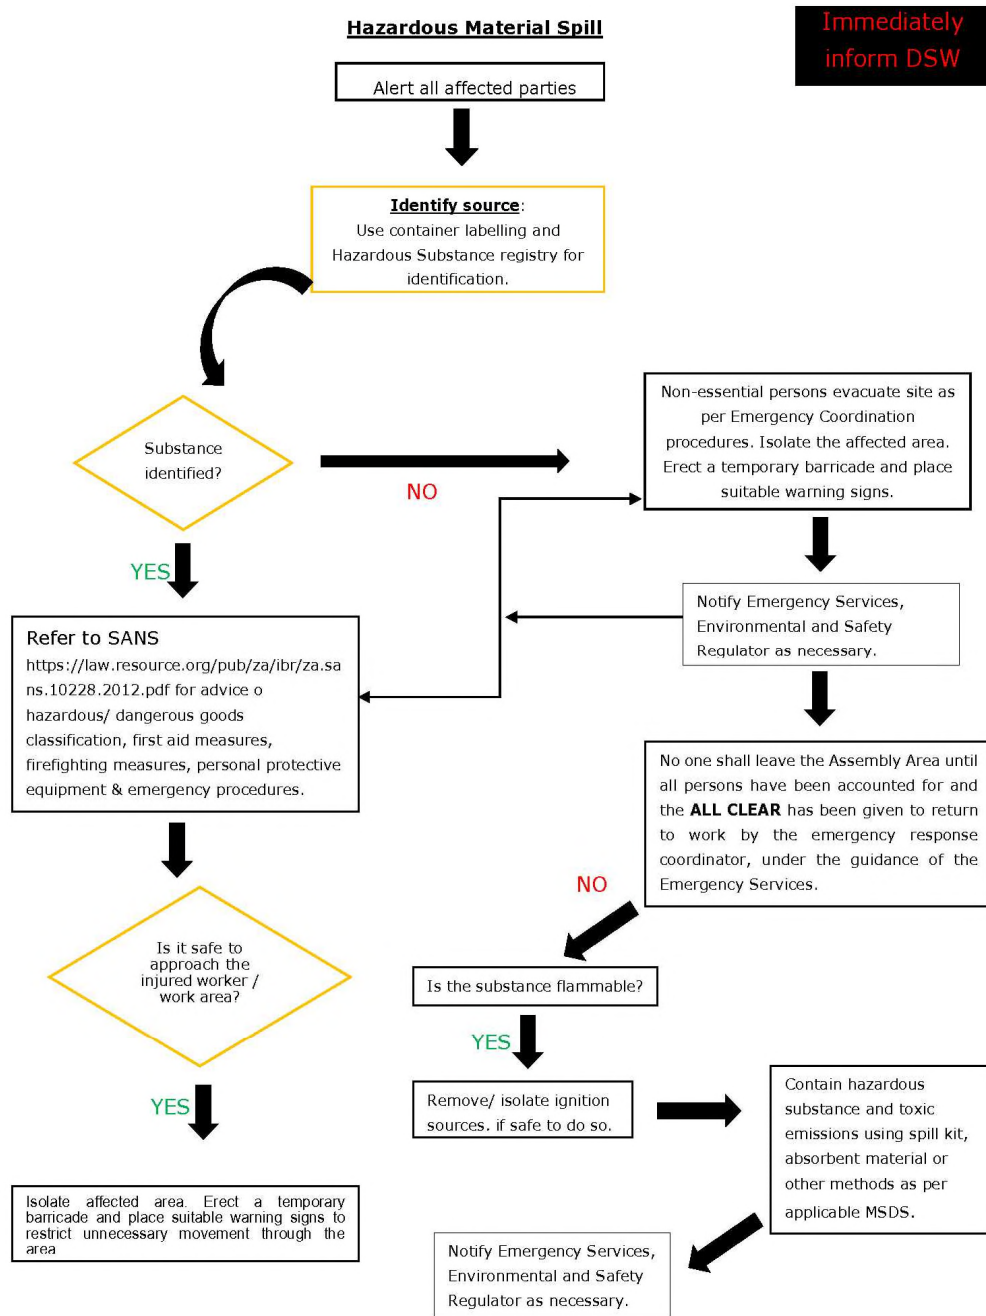 Hazardous Material Spill
Immediately
inform DSW
Alert all affected parties
Identify source:
Use container labelling and
Hazardous Substance registry for
identification.
Substance
identified?
NO
Non-essential persons evacuate site as
per Emergency Coordination
procedures. Isolate the affected area.
Erect a temporary barricade and place
suitable warning signs.
YES
Notify Emergency Services,
Environmental and Safety
Regulator as necessary.
Refer to SANS
https://law.resource.org/pub/za/ibr/za.sa
ns.10228.2012.pdf for advice o
hazardous/ dangerous goods
classification, first aid measures,
firefighting measures, personal protective
equipment & emergency procedures.
No one shall leave the Assembly Area until
all persons have been accounted for and
the ALL CLEAR has been given to return
to work by the emergency response
coordinator, under the guidance of the
Emergency Services.
NO
Is it safe to
approach the
injured worker /
work area?
Is the substance flammable?
YES
YES
Remove/ isolate ignition
sources. if safe to do so.
Contain hazardous
substance and toxic
emissions using spill kit,
absorbent material or
other methods as per
applicable MSDS.
Isolate affected area. Erect a temporary
barricade and place suitable warning signs to
restrict unnecessary movement through the
area
Notify Emergency Services,
Environmental and Safety
Regulator as necessary.